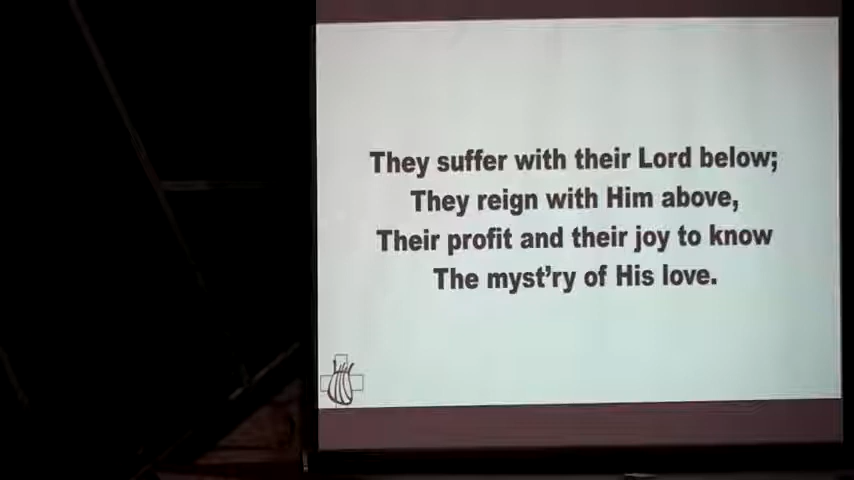 They suffer with their Lord below;
They reign with Him above,
Their profit and their joy to know
The myst'ry of His love.